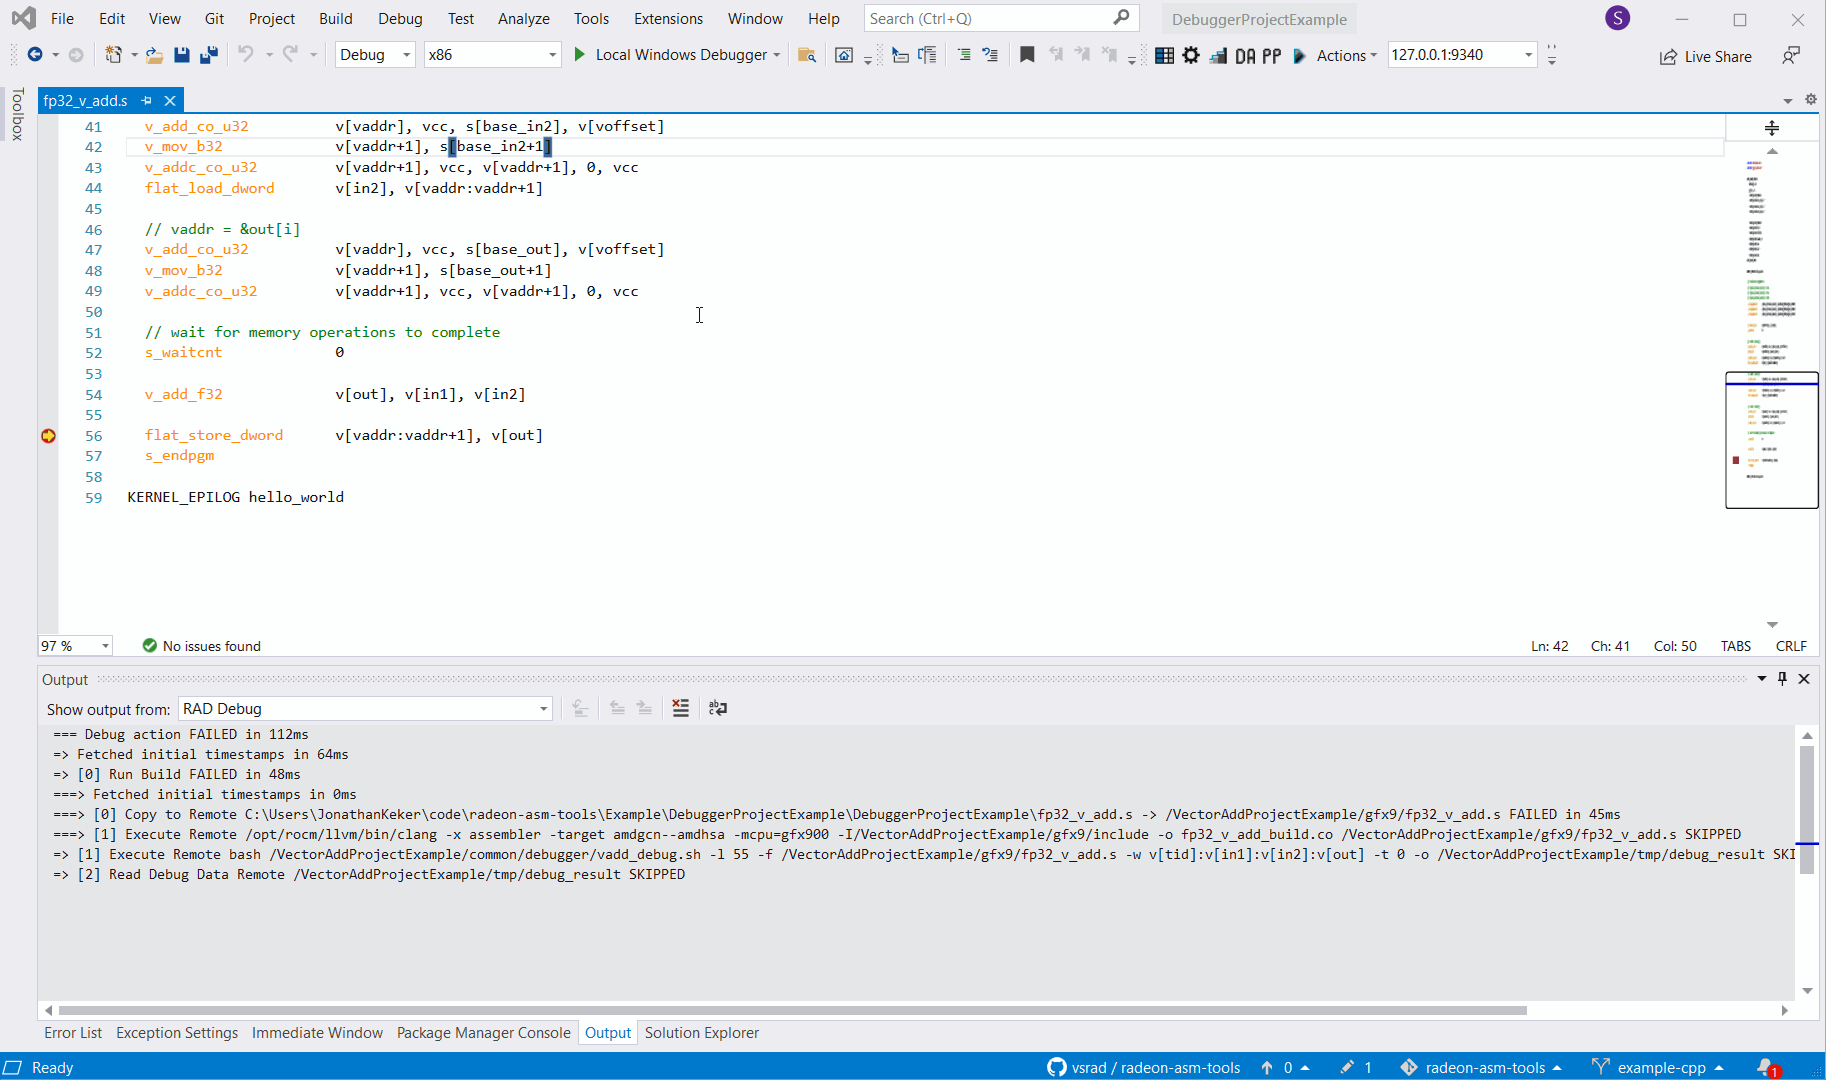 File Edit View Git Project Build Debug Test Analyze Tools Extensions Window Help Search (Ctrl+Q) DebuggerProjectExample S
Debug x86 Local Windows Debugger DA PP Actions 127.0.0.1:9340 Live Share
Toolbox
fp32_v_add.s
41 v_add_co_u32 v[vaddr], vcc, s[base_in2], v[voffset]
42 v_mov_b32 v[vaddr+1], s[base_in2+1]
43 v_addc_co_u32 v[vaddr+1], vcc, v[vaddr+1], 0, vcc
44 flat_load_dword v[in2], v[vaddr:vaddr+1]
45
46 // vaddr = &out[i]
47 v_add_co_u32 v[vaddr], vcc, s[base_out], v[voffset]
48 v_mov_b32 v[vaddr+1], s[base_out+1]
49 v_addc_co_u32 v[vaddr+1], vcc, v[vaddr+1], 0, vcc
50
51 // wait for memory operations to complete
52 s_waitcnt 0
53
54 v_add_f32 v[out], v[in1], v[in2]
55
56 flat_store_dword v[vaddr:vaddr+1], v[out]
57 s_endpgm
58
59 KERNEL_EPILOG hello_world
97 % No issues found Ln: 42 Ch: 41 Col: 50 TABS CRLF
Output
Show output from: RAD Debug
=== Debug action FAILED in 112ms
=> Fetched initial timestamps in 64ms
=> [0] Run Build FAILED in 48ms
===> Fetched initial timestamps in 0ms
===> [0] Copy to Remote C:\Users\JonathanKeker\code\radeon-asm-tools\Example\DebuggerProjectExample\DebuggerProjectExample\fp32_v_add.s -> /VectorAddProjectExample/gfx9/fp32_v_add.s FAILED in 45ms
===> [1] Execute Remote /opt/rocm/llvm/bin/clang -x assembler -target amdgcn--amdhsa -mcpu=gfx900 -I/VectorAddProjectExample/gfx9/include -o fp32_v_add_build.co /VectorAddProjectExample/gfx9/fp32_v_add.s SKIPPED
=> [1] Execute Remote bash /VectorAddProjectExample/common/debugger/vadd_debug.sh -l 55 -f /VectorAddProjectExample/gfx9/fp32_v_add.s -w v[tid]:v[in1]:v[in2]:v[out] -t 0 -o /VectorAddProjectExample/tmp/debug_result SKI
=> [2] Read Debug Data Remote /VectorAddProjectExample/tmp/debug_result SKIPPED
Error List Exception Settings Immediate Window Package Manager Console Output Solution Explorer
Ready vsrad / radeon-asm-tools 0 1 radeon-asm-tools example-cpp 1